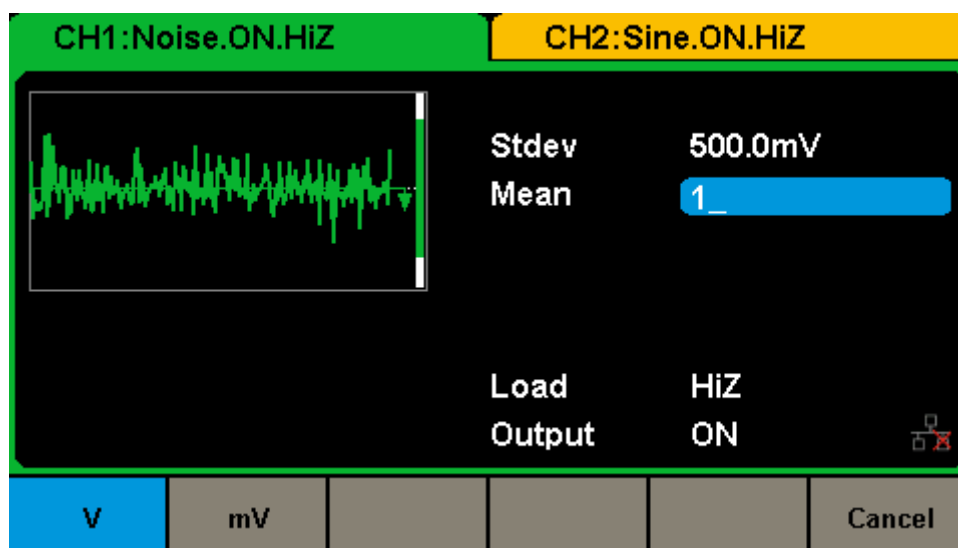 CH1:Noise.ON.HiZ CH2:Sine.ON.HiZ
Stdev 500.0mV
Mean 1_
Load HiZ
Output ON
V mV Cancel